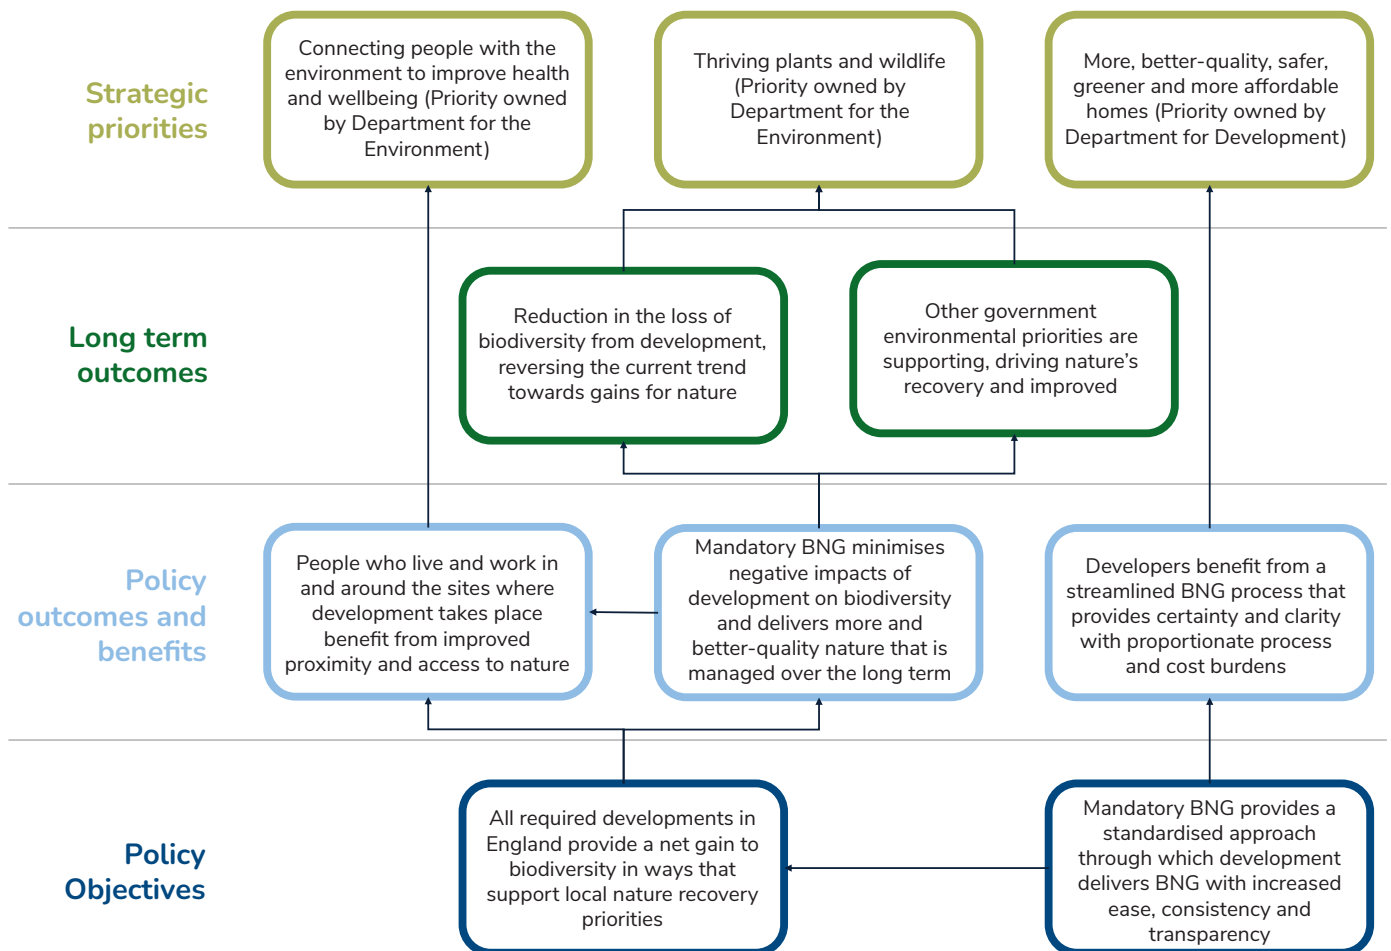 Strategic
priorities
Connecting people with the
environment to improve health
and wellbeing (Priority owned
by Department for the
Environment)
Thriving plants and wildlife
(Priority owned by
Department for the
Environment)
More, better-quality, safer,
greener and more affordable
homes (Priority owned by
Department for Development)
Long term
outcomes
Reduction in the loss of
biodiversity from development,
reversing the current trend
towards gains for nature
Other government
environmental priorities are
supporting, driving nature’s
recovery and improved
Policy
outcomes and
benefits
People who live and work in
and around the sites where
development takes place
benefit from improved
proximity and access to nature
Mandatory BNG minimises
negative impacts of
development on biodiversity
and delivers more and
better-quality nature that is
managed over the long term
Developers benefit from a
streamlined BNG process that
provides certainty and clarity
with proportionate process
and cost burdens
Policy
Objectives
All required developments in
England provide a net gain to
biodiversity in ways that
support local nature recovery
priorities
Mandatory BNG provides a
standardised approach
through which development
delivers BNG with increased
ease, consistency and
transparency